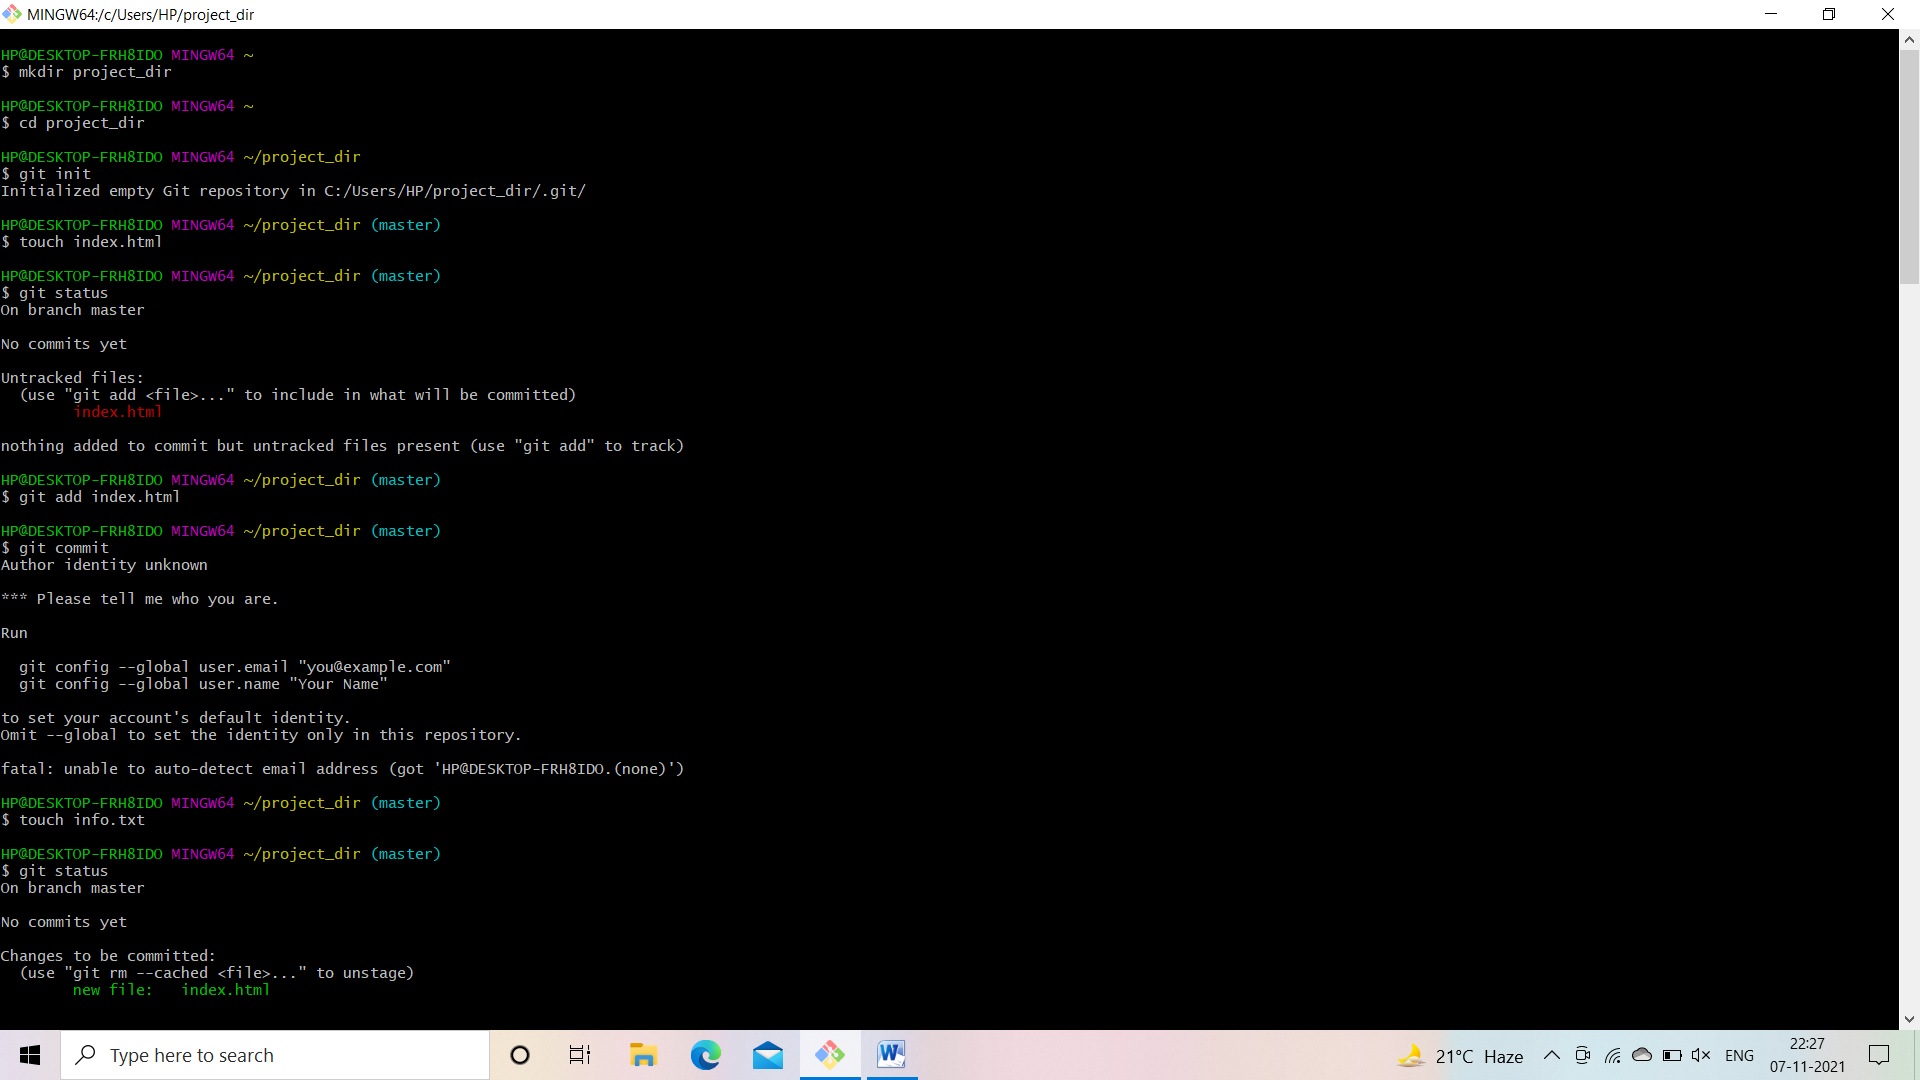 MINGW64:/c/Users/HP/project_dir
HP@DESKTOP-FRH8IDO MINGW64 ~
$ mkdir project_dir
HP@DESKTOP-FRH8IDO MINGW64 ~
$ cd project_dir
HP@DESKTOP-FRH8IDO MINGW64 ~/project_dir
$ git init
Initialized empty Git repository in C:/Users/HP/project_dir/.git/
HP@DESKTOP-FRH8IDO MINGW64 ~/project_dir (master)
$ touch index.html
HP@DESKTOP-FRH8IDO MINGW64 ~/project_dir (master)
$ git status
On branch master
No commits yet
Untracked files:
  (use "git add <file>..." to include in what will be committed)
        index.html
nothing added to commit but untracked files present (use "git add" to track)
HP@DESKTOP-FRH8IDO MINGW64 ~/project_dir (master)
$ git add index.html
HP@DESKTOP-FRH8IDO MINGW64 ~/project_dir (master)
$ git commit
Author identity unknown
*** Please tell me who you are.
Run
  git config --global user.email "you@example.com"
  git config --global user.name "Your Name"
to set your account's default identity.
Omit --global to set the identity only in this repository.
fatal: unable to auto-detect email address (got 'HP@DESKTOP-FRH8IDO.(none)')
HP@DESKTOP-FRH8IDO MINGW64 ~/project_dir (master)
$ touch info.txt
HP@DESKTOP-FRH8IDO MINGW64 ~/project_dir (master)
$ git status
On branch master
No commits yet
Changes to be committed:
  (use "git rm --cached <file>..." to unstage)
        new file:   index.html
Type here to search
W
21°C Haze
ENG
22:27
07-11-2021